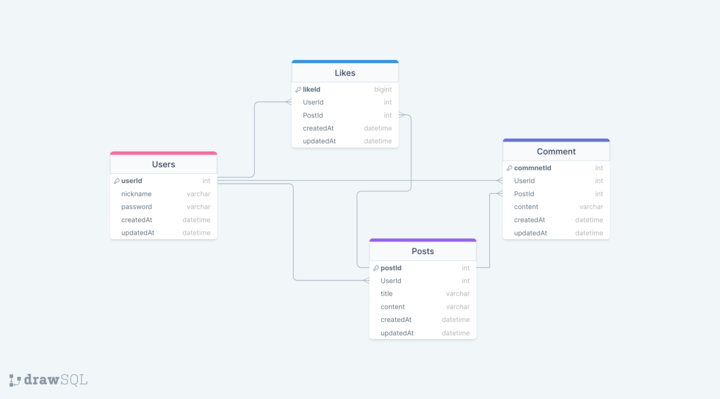 Likes
likeId bigint
UserId int
PostId int
createdAt datetime
updatedAt datetime
Users
userId int
nickname varchar
password varchar
createdAt datetime
updatedAt datetime
Comment
commnetId int
UserId int
PostId int
content varchar
createdAt datetime
updatedAt datetime
Posts
postId int
UserId int
title varchar
content varchar
createdAt datetime
updatedAt datetime
drawSQL